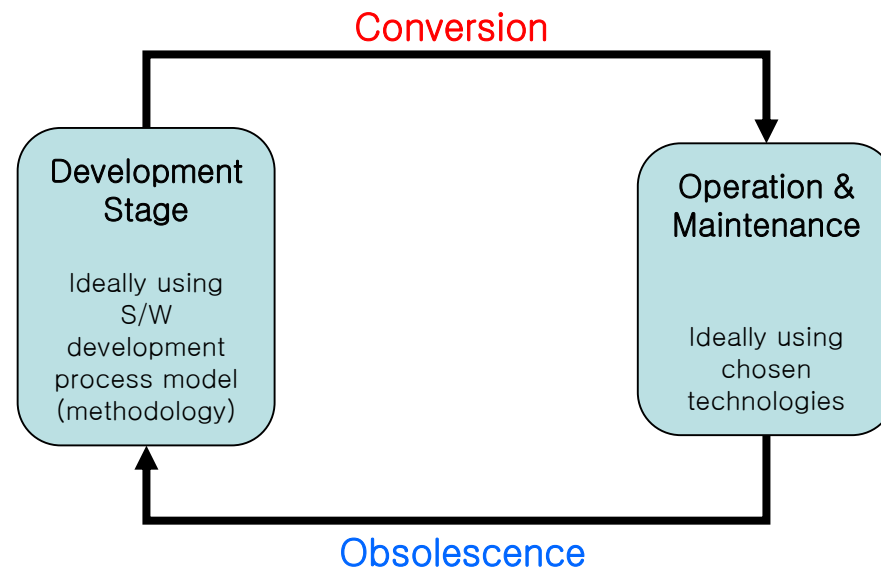 Conversion
Development
Stage
Ideally using
S/W
development
process model
(methodology)
Operation &
Maintenance
Ideally using
chosen
technologies
Obsolescence